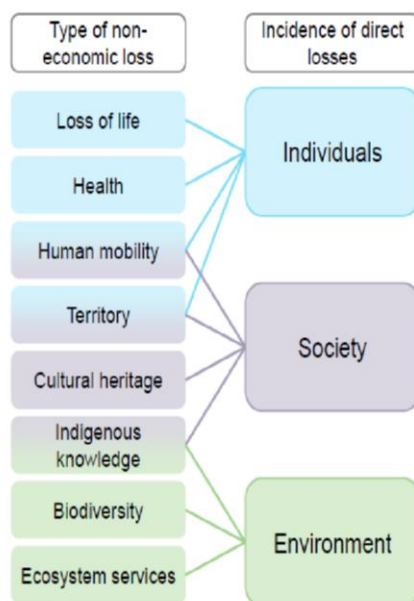 Type of non-
economic loss
Incidence of direct
losses
Loss of life
Health
Human mobility
Territory
Cultural heritage
Indigenous
knowledge
Biodiversity
Ecosystem services
Individuals
Society
Environment